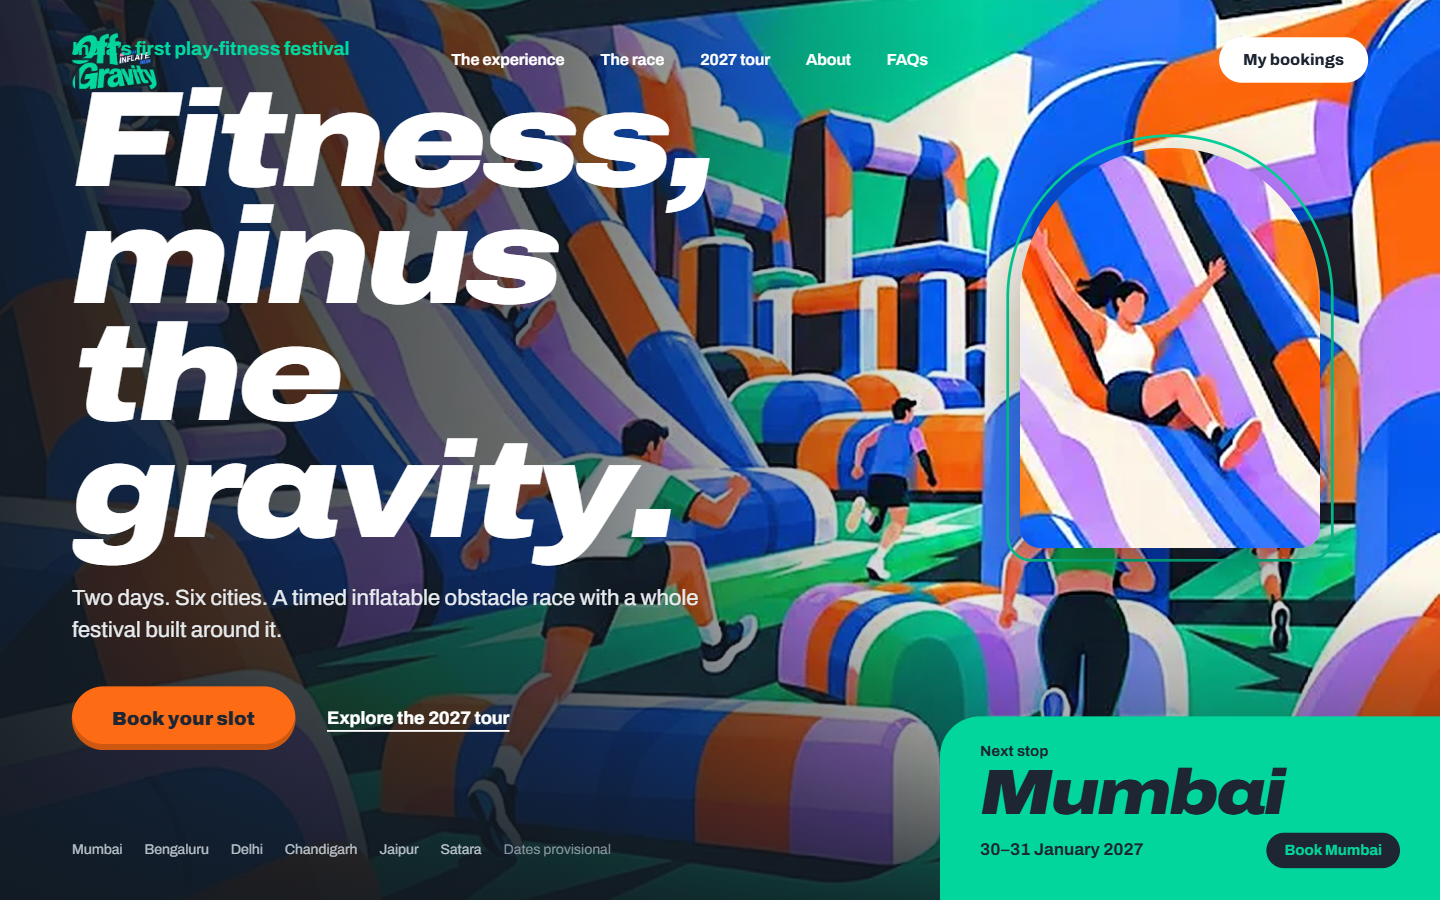 Off
INFLATE
Gravity
India's first play-fitness festival
The experience
The race
2027 tour
About
FAQs
My bookings
Fitness,
minus
the
gravity.
Two days. Six cities. A timed inflatable obstacle race with a whole
festival built around it.
Book your slot
Explore the 2027 tour
Mumbai
Bengaluru
Delhi
Chandigarh
Jaipur
Satara
Dates provisional
Next stop
Mumbai
30–31 January 2027
Book Mumbai